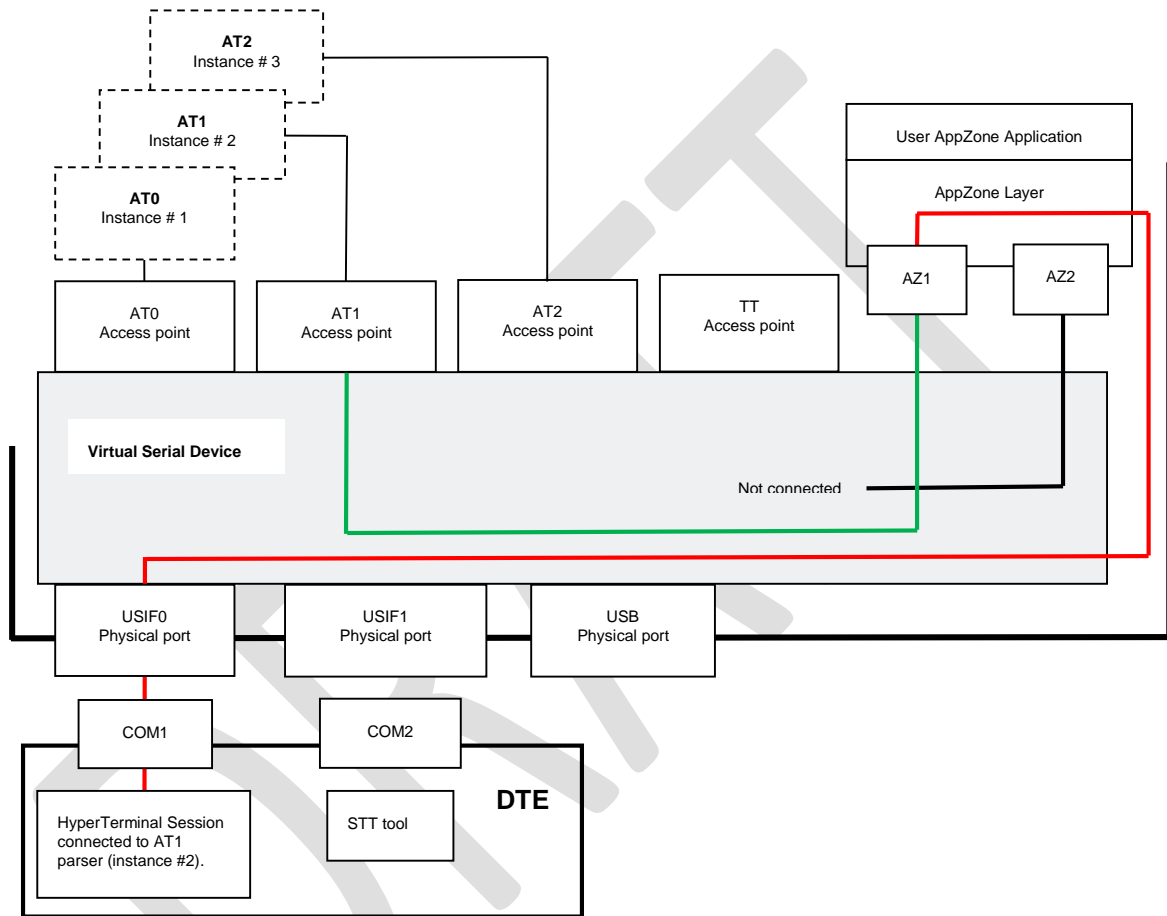 AT2
Instance # 3
AT1
Instance # 2
AT0
Instance # 1
User AppZone Application
AppZone Layer
AZ1
AZ2
AT0
Access point
AT1
Access point
AT2
Access point
TT
Access point
Virtual Serial Device
Not connected
USIF0
Physical port
USIF1
Physical port
USB
Physical port
COM1
COM2
DTE
HyperTerminal Session
connected to AT1
parser (instance #2).
STT tool
DRAFT